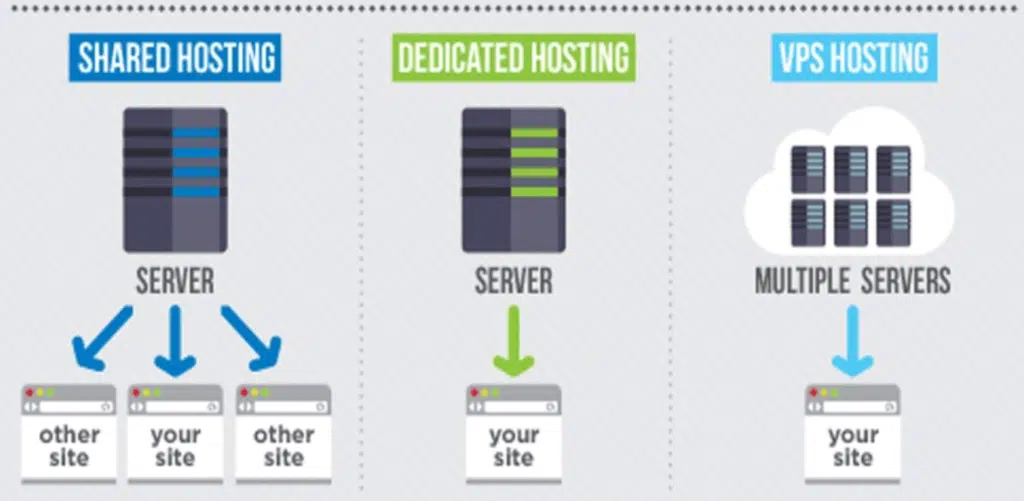 SHARED HOSTING
SERVER
other
site
your
site
other
site
DEDICATED HOSTING
SERVER
your
site
VPS HOSTING
MULTIPLE SERVERS
your
site